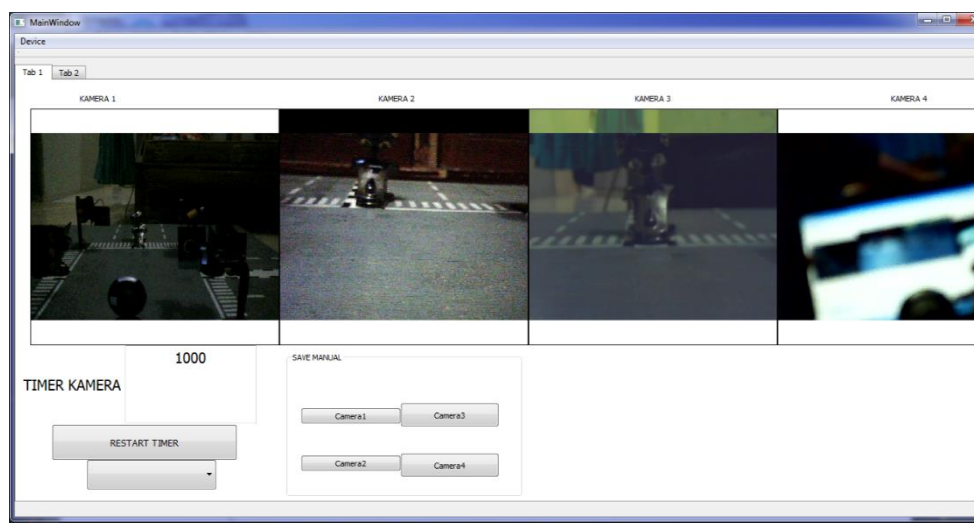 MainWindow
Device
Tab 1 Tab 2
KAMERA 1 KAMERA 2 KAMERA 3 KAMERA 4
1000
TIMER KAMERA
RESTART TIMER
SAVE MANUAL
Camera1 Camera3
Camera2 Camera4